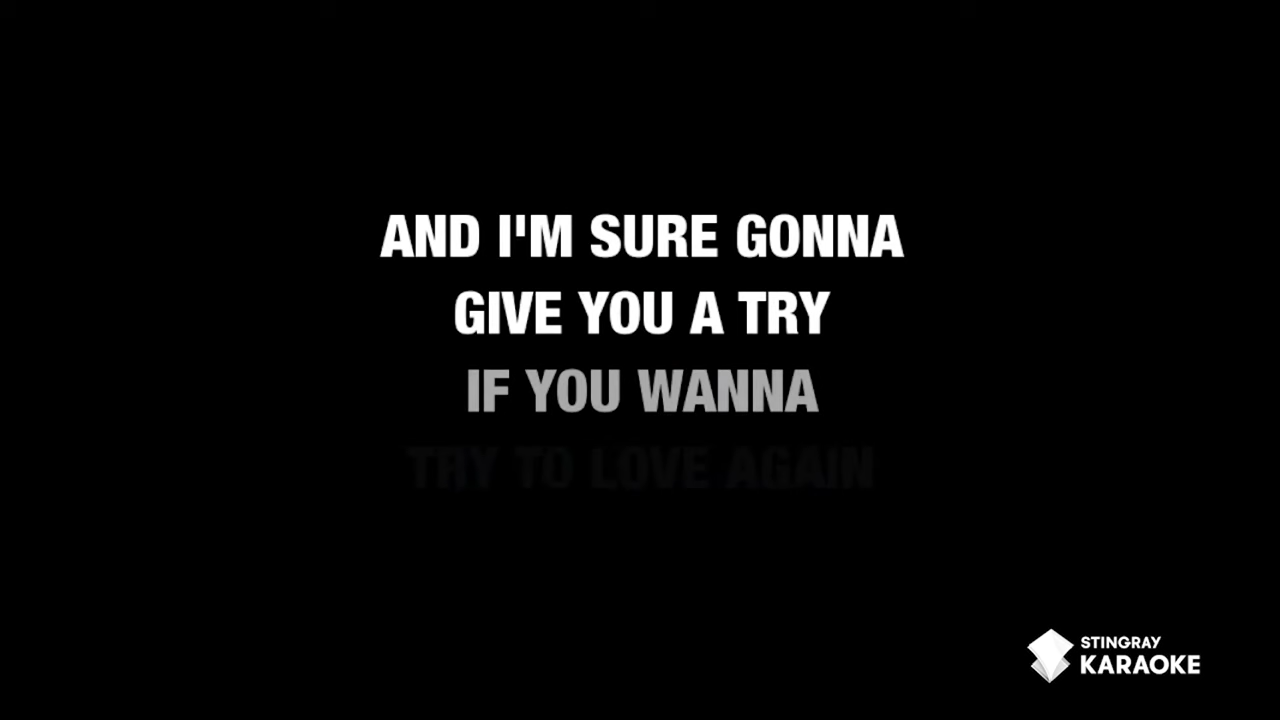 AND I'M SURE GONNA
GIVE YOU A TRY
IF YOU WANNA
TRY TO LOVE AGAIN
STINGRAY
KARAOKE